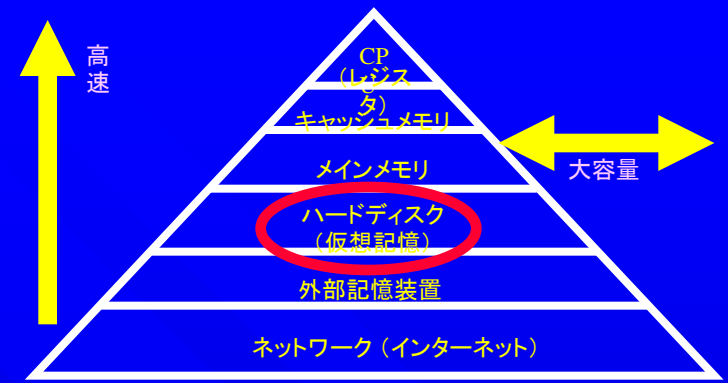 高速
CPU
(レジスタ)
キャッシュメモリ
メインメモリ
大容量
ハードディスク
(仮想記憶)
外部記憶装置
ネットワーク(インターネット)